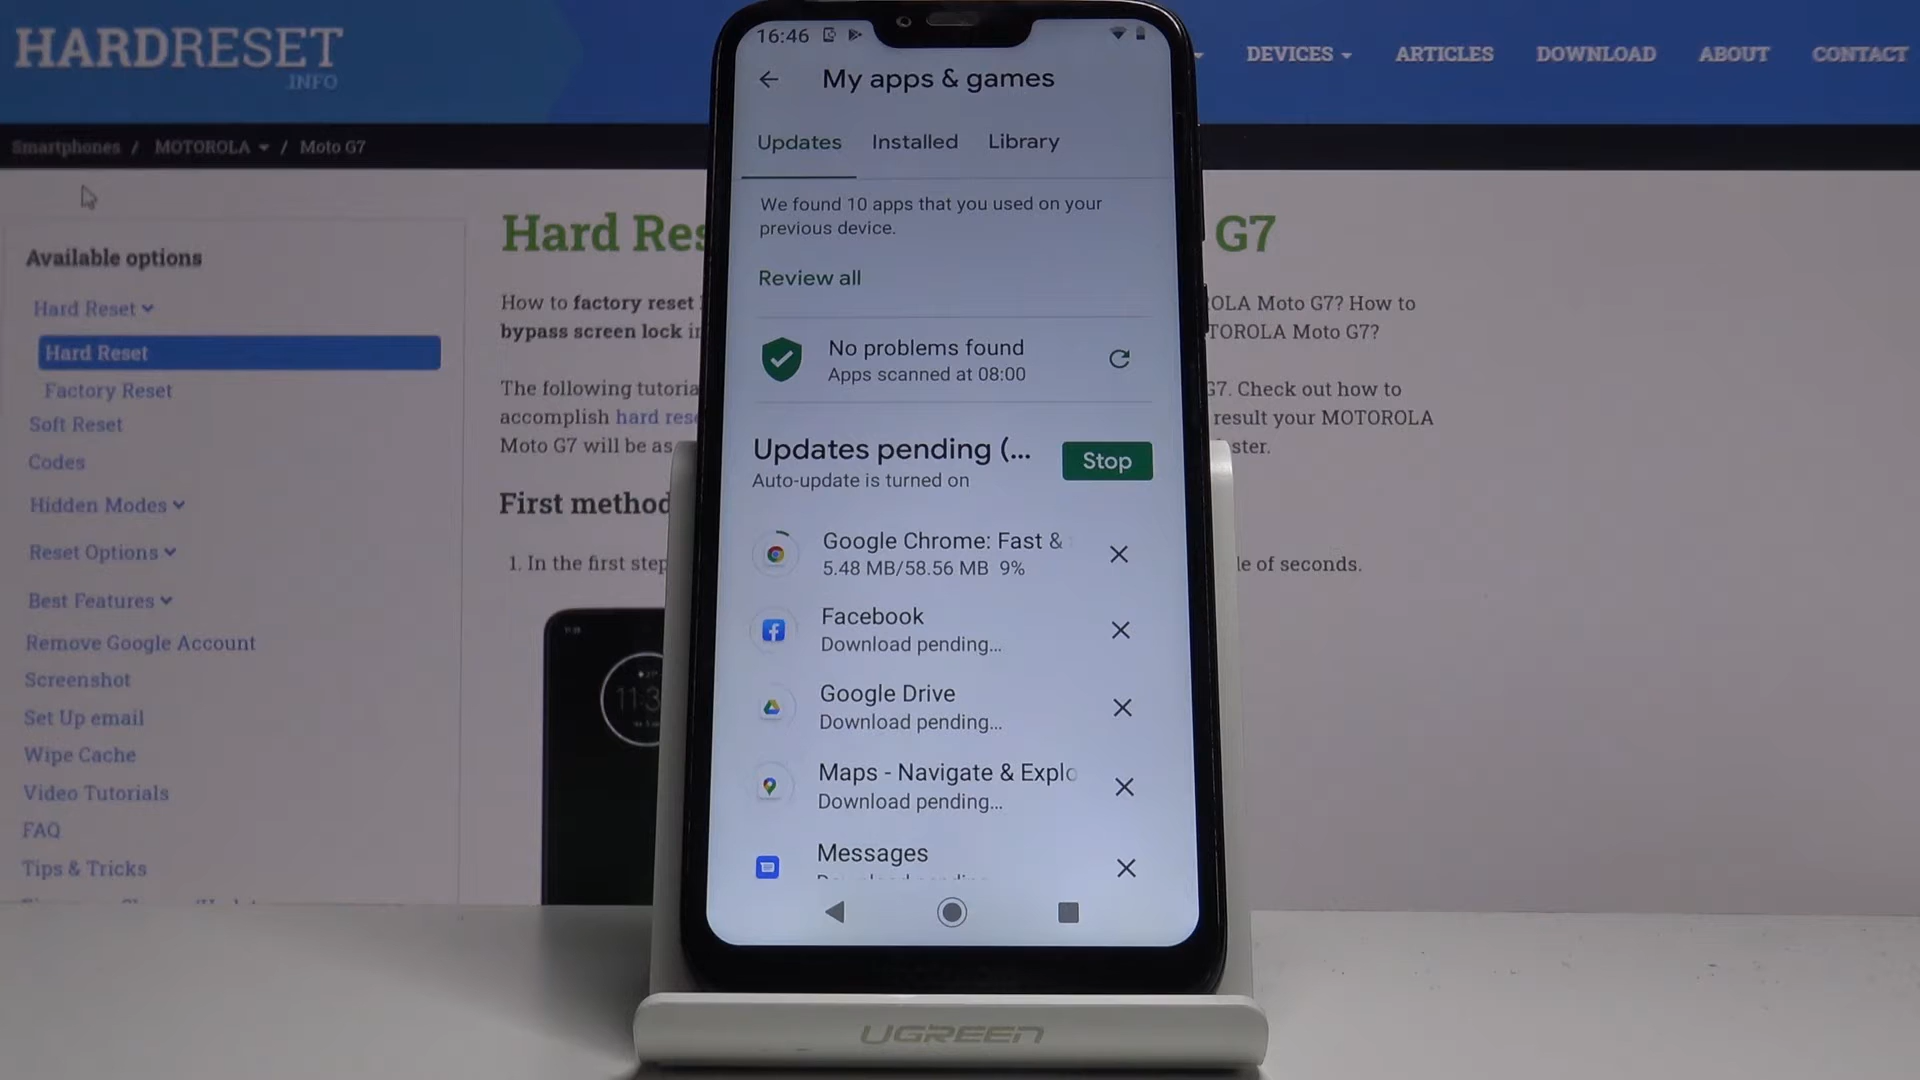 HARDRESET
.INFO
DEVICES
ARTICLES
DOWNLOAD
ABOUT
CONTACT
Smartphones / MOTOROLA / Moto G7
Available options
Hard Reset
Hard Reset
Factory Reset
Soft Reset
Codes
Hidden Modes
Reset Options
Best Features
Remove Google Account
Screenshot
Set Up email
Wipe Cache
Video Tutorials
FAQ
Tips & Tricks
Hard Res G7
How to factory reset OLA Moto G7? How to
bypass screen lock in TOROLA Moto G7?
The following tutoria G7. Check out how to
accomplish hard rese result your MOTOROLA
Moto G7 will be as ster.
First method
1. In the first step le of seconds.
16:46
My apps & games
Updates Installed Library
We found 10 apps that you used on your
previous device.
Review all
No problems found
Apps scanned at 08:00
Updates pending (...
Stop
Auto-update is turned on
Google Chrome: Fast &
5.48 MB/58.56 MB 9%
Facebook
Download pending...
Google Drive
Download pending...
Maps - Navigate & Explo
Download pending...
Messages
UGREEN